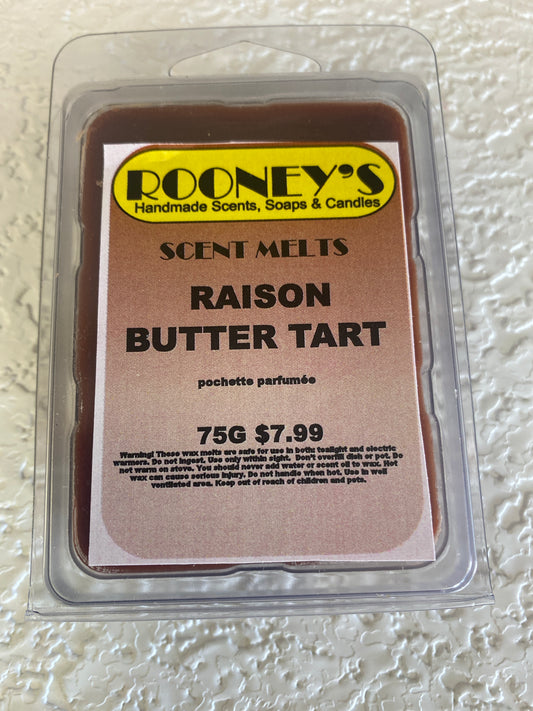 ROONEY'S
Handmade Scents, Soaps & Candles
SCENT MELTS
RAISON
BUTTER TART
pochette parfumée
75G $7.99
Warning! These wax melts are safe for use in both: tealight and electric
warmers. Do not ingest. Use only within sight. Don't overfill dish or pot. Do
not warm on stove. You should never add water or scent oil to wax. Hot
wax can cause serious injury. Do not handle when hot. Use in well
ventilated area. Keep out of reach of children and pets.